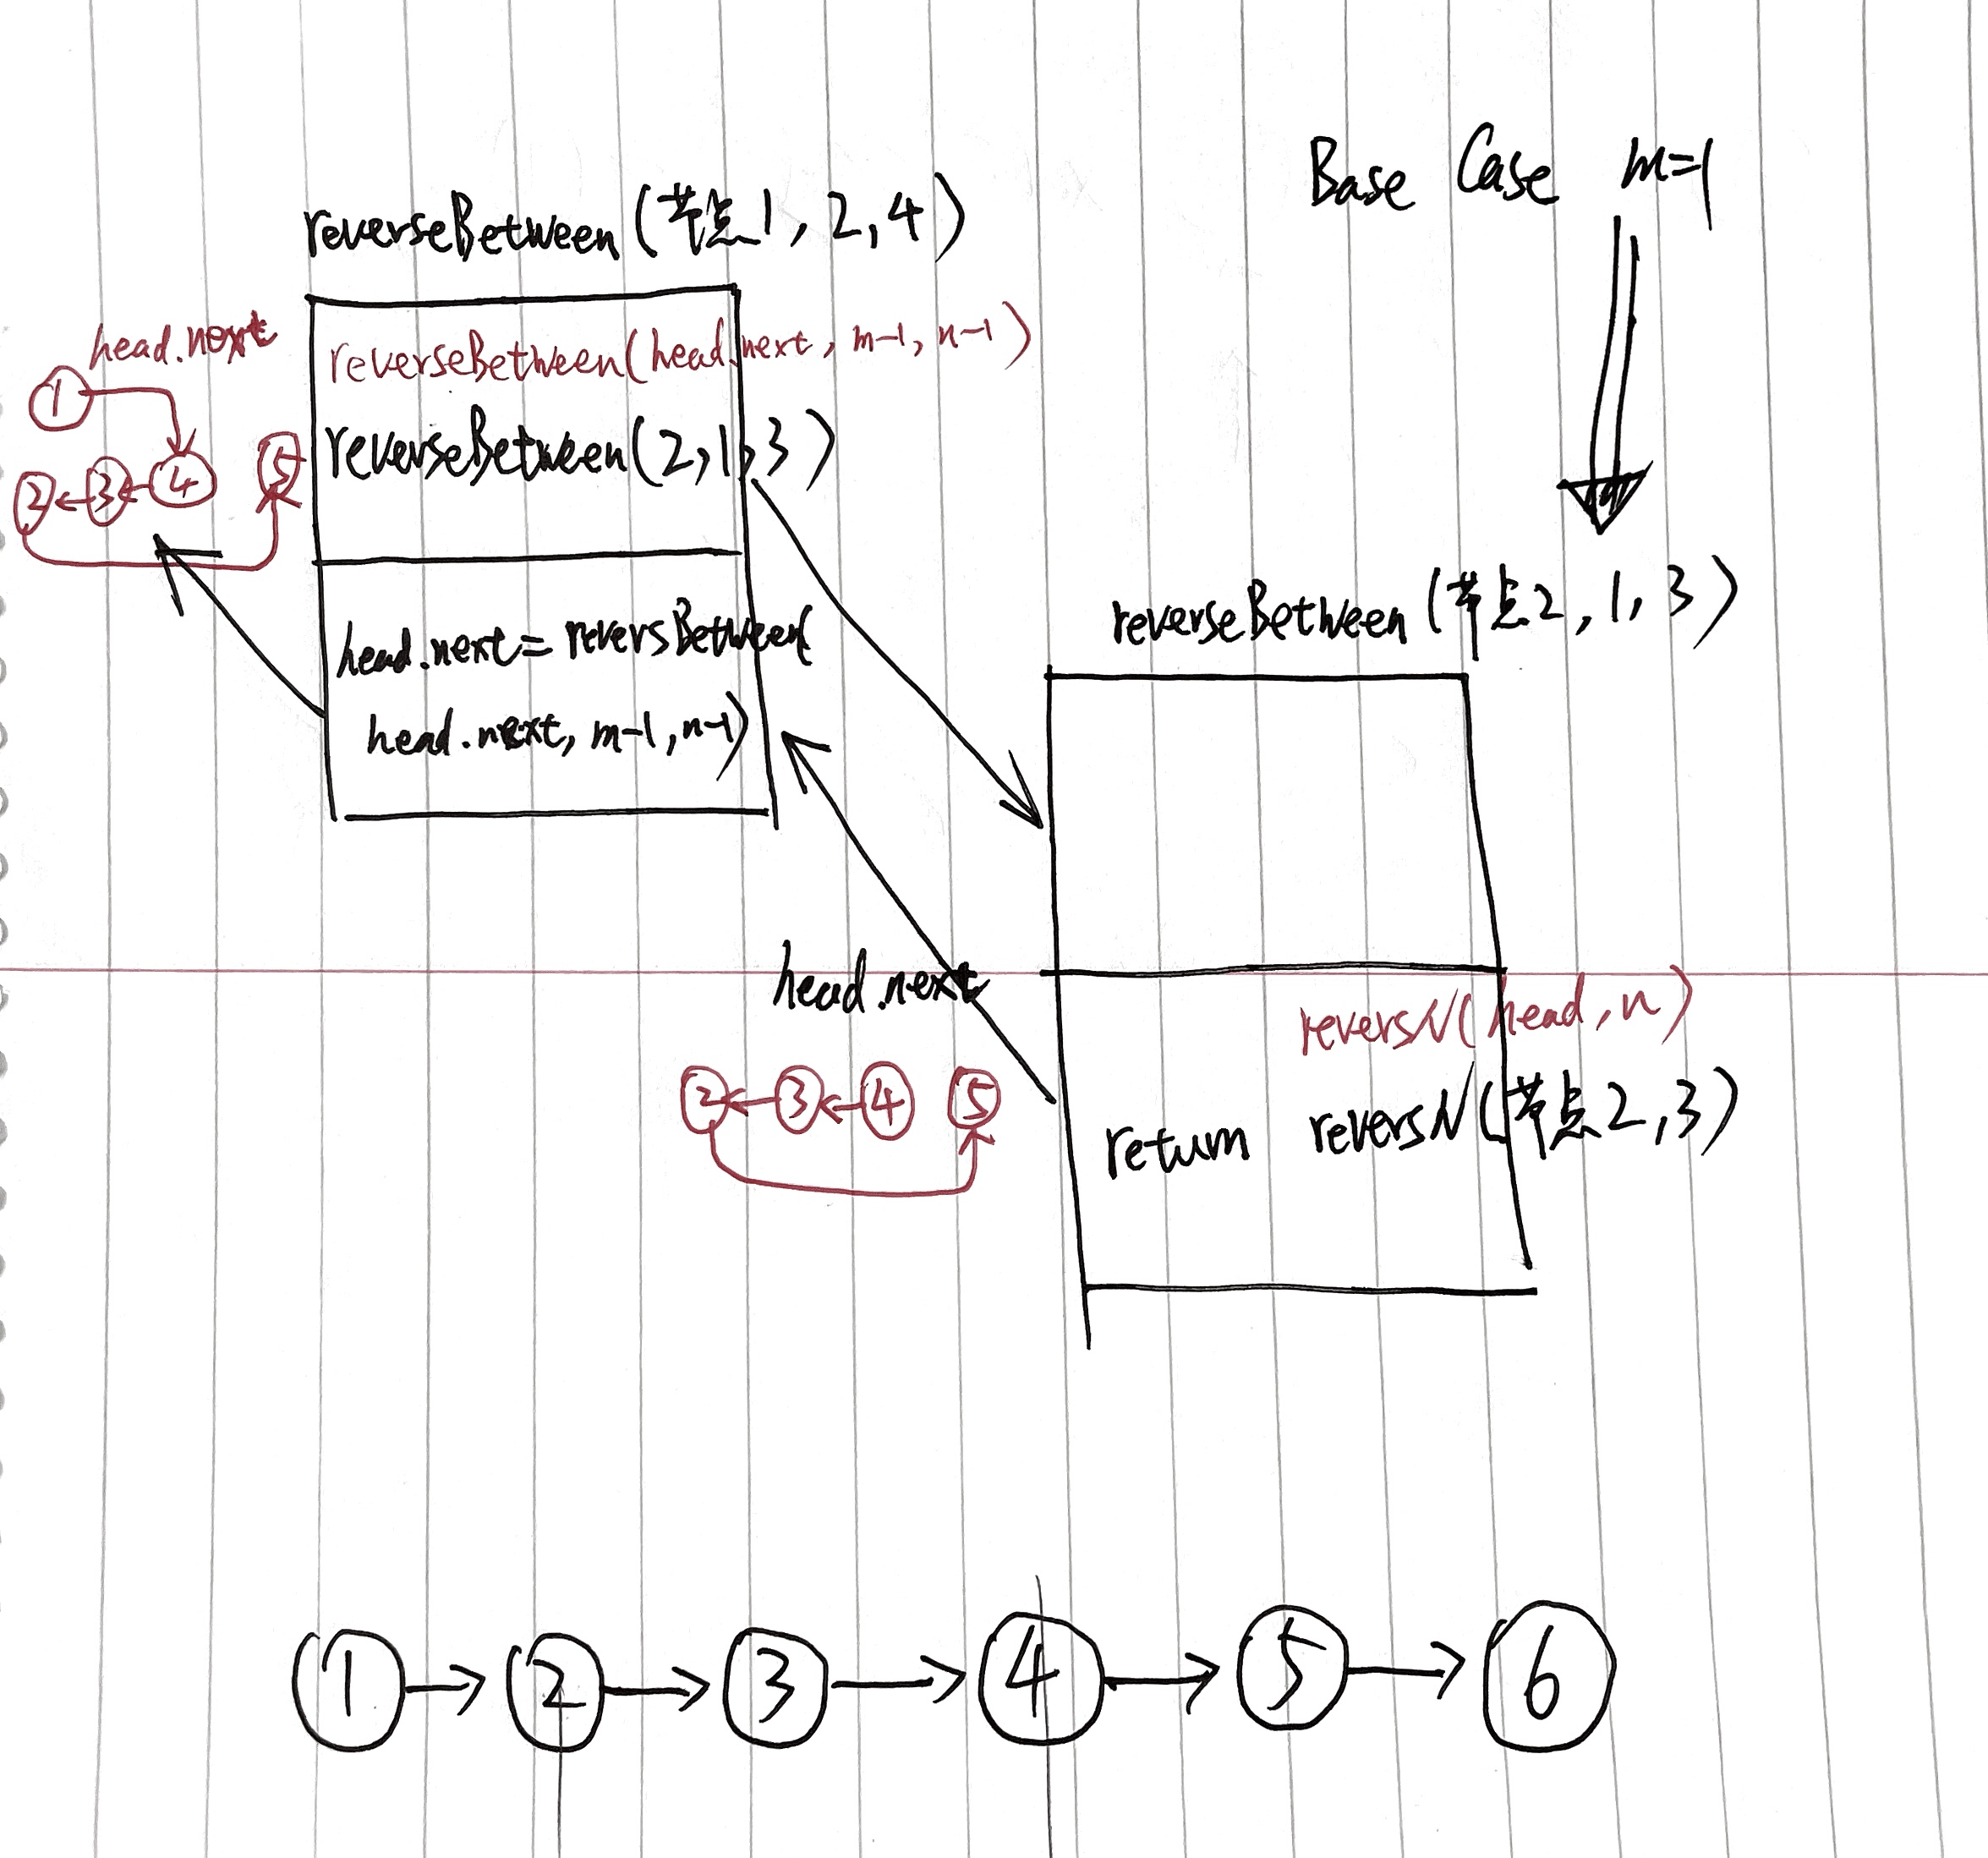 Base Case m=1
reverseBetween(节点1, 2, 4)
head.next
reverseBetween(head.next, m-1, n-1)
reverseBetween(2, 1, 3)
1
2 3 4 5
head.next = reversBetween(
head.next, m-1, n-1)
reverseBetween(节点2, 1, 3)
head.next
reversN(head, n)
2 3 4 5
return reversN(节点2, 3)
1 2 3 4 5 6